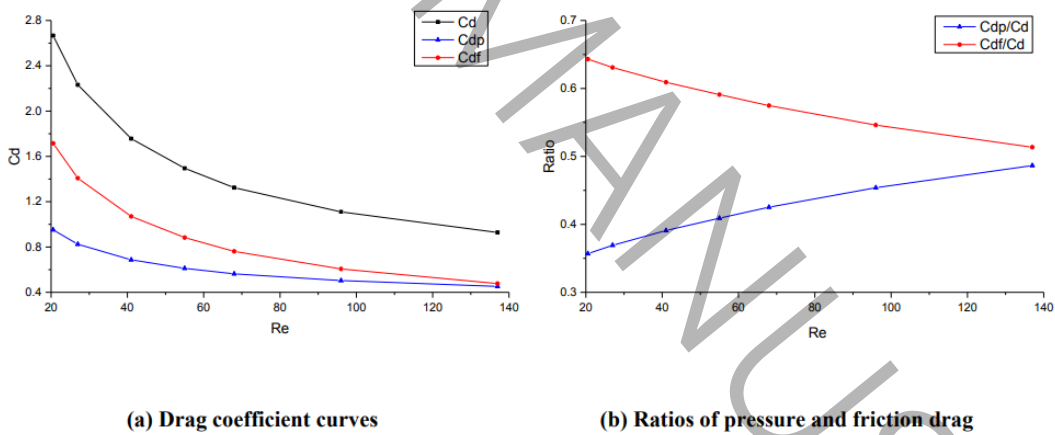 2.8
2.4
2.0
1.6
1.2
0.8
0.4
Cd
Cd
Cdp
Cdf
20 40 60 80 100 120 140
Re
(a) Drag coefficient curves
0.7
0.6
0.5
0.4
0.3
Ratio
Cdp/Cd
Cdf/Cd
20 40 60 80 100 120 140
Re
(b) Ratios of pressure and friction drag
MANU